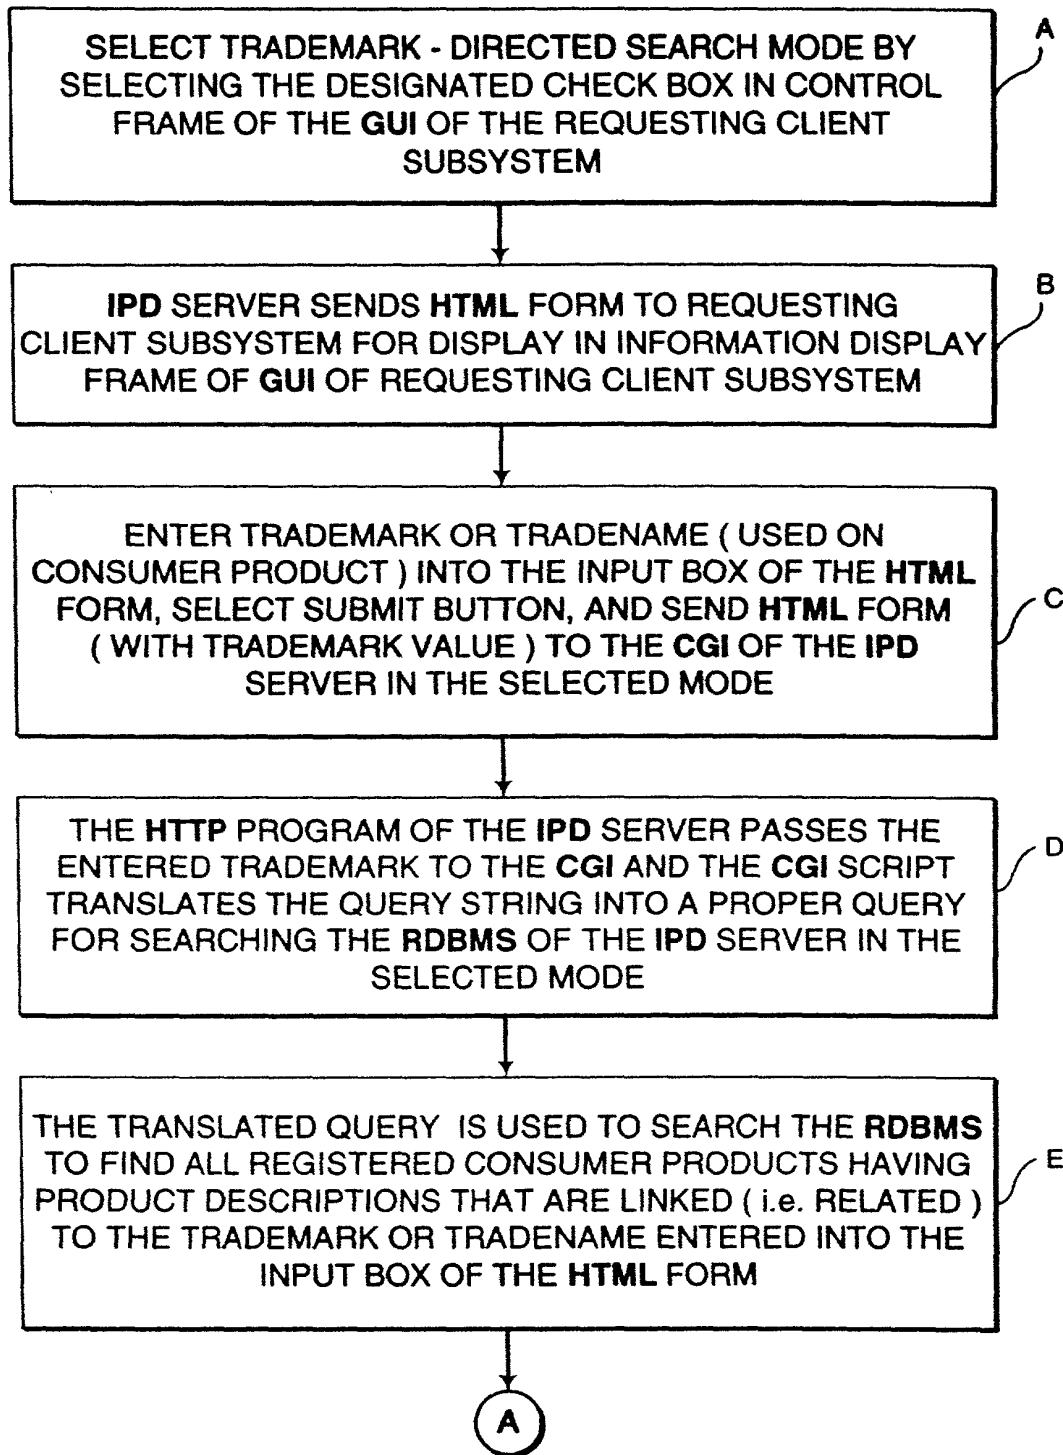 SELECT TRADEMARK - DIRECTED SEARCH MODE BY
SELECTING THE DESIGNATED CHECK BOX IN CONTROL
FRAME OF THE GUI OF THE REQUESTING CLIENT
SUBSYSTEM
A
IPD SERVER SENDS HTML FORM TO REQUESTING
CLIENT SUBSYSTEM FOR DISPLAY IN INFORMATION DISPLAY
FRAME OF GUI OF REQUESTING CLIENT SUBSYSTEM
B
ENTER TRADEMARK OR TRADENAME ( USED ON
CONSUMER PRODUCT ) INTO THE INPUT BOX OF THE HTML
FORM, SELECT SUBMIT BUTTON, AND SEND HTML FORM
( WITH TRADEMARK VALUE ) TO THE CGI OF THE IPD
SERVER IN THE SELECTED MODE
C
THE HTTP PROGRAM OF THE IPD SERVER PASSES THE
ENTERED TRADEMARK TO THE CGI AND THE CGI SCRIPT
TRANSLATES THE QUERY STRING INTO A PROPER QUERY
FOR SEARCHING THE RDBMS OF THE IPD SERVER IN THE
SELECTED MODE
D
THE TRANSLATED QUERY IS USED TO SEARCH THE RDBMS
TO FIND ALL REGISTERED CONSUMER PRODUCTS HAVING
PRODUCT DESCRIPTIONS THAT ARE LINKED ( i.e. RELATED )
TO THE TRADEMARK OR TRADENAME ENTERED INTO THE
INPUT BOX OF THE HTML FORM
E
A